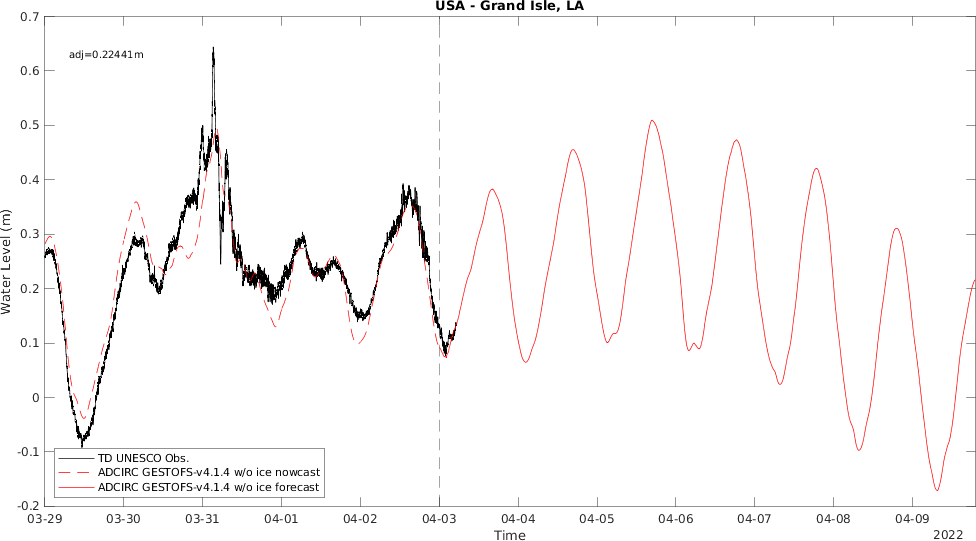 USA - Grand Isle, LA
adj=0.22441m
0.7
0.6
0.5
0.4
0.3
0.2
0.1
0
-0.1
-0.2
Water Level (m)
TD UNESCO Obs.
ADCIRC GESTOFS-v4.1.4 w/o ice nowcast
ADCIRC GESTOFS-v4.1.4 w/o ice forecast
03-29 03-30 03-31 04-01 04-02 04-03 04-04 04-05 04-06 04-07 04-08 04-09
Time
2022